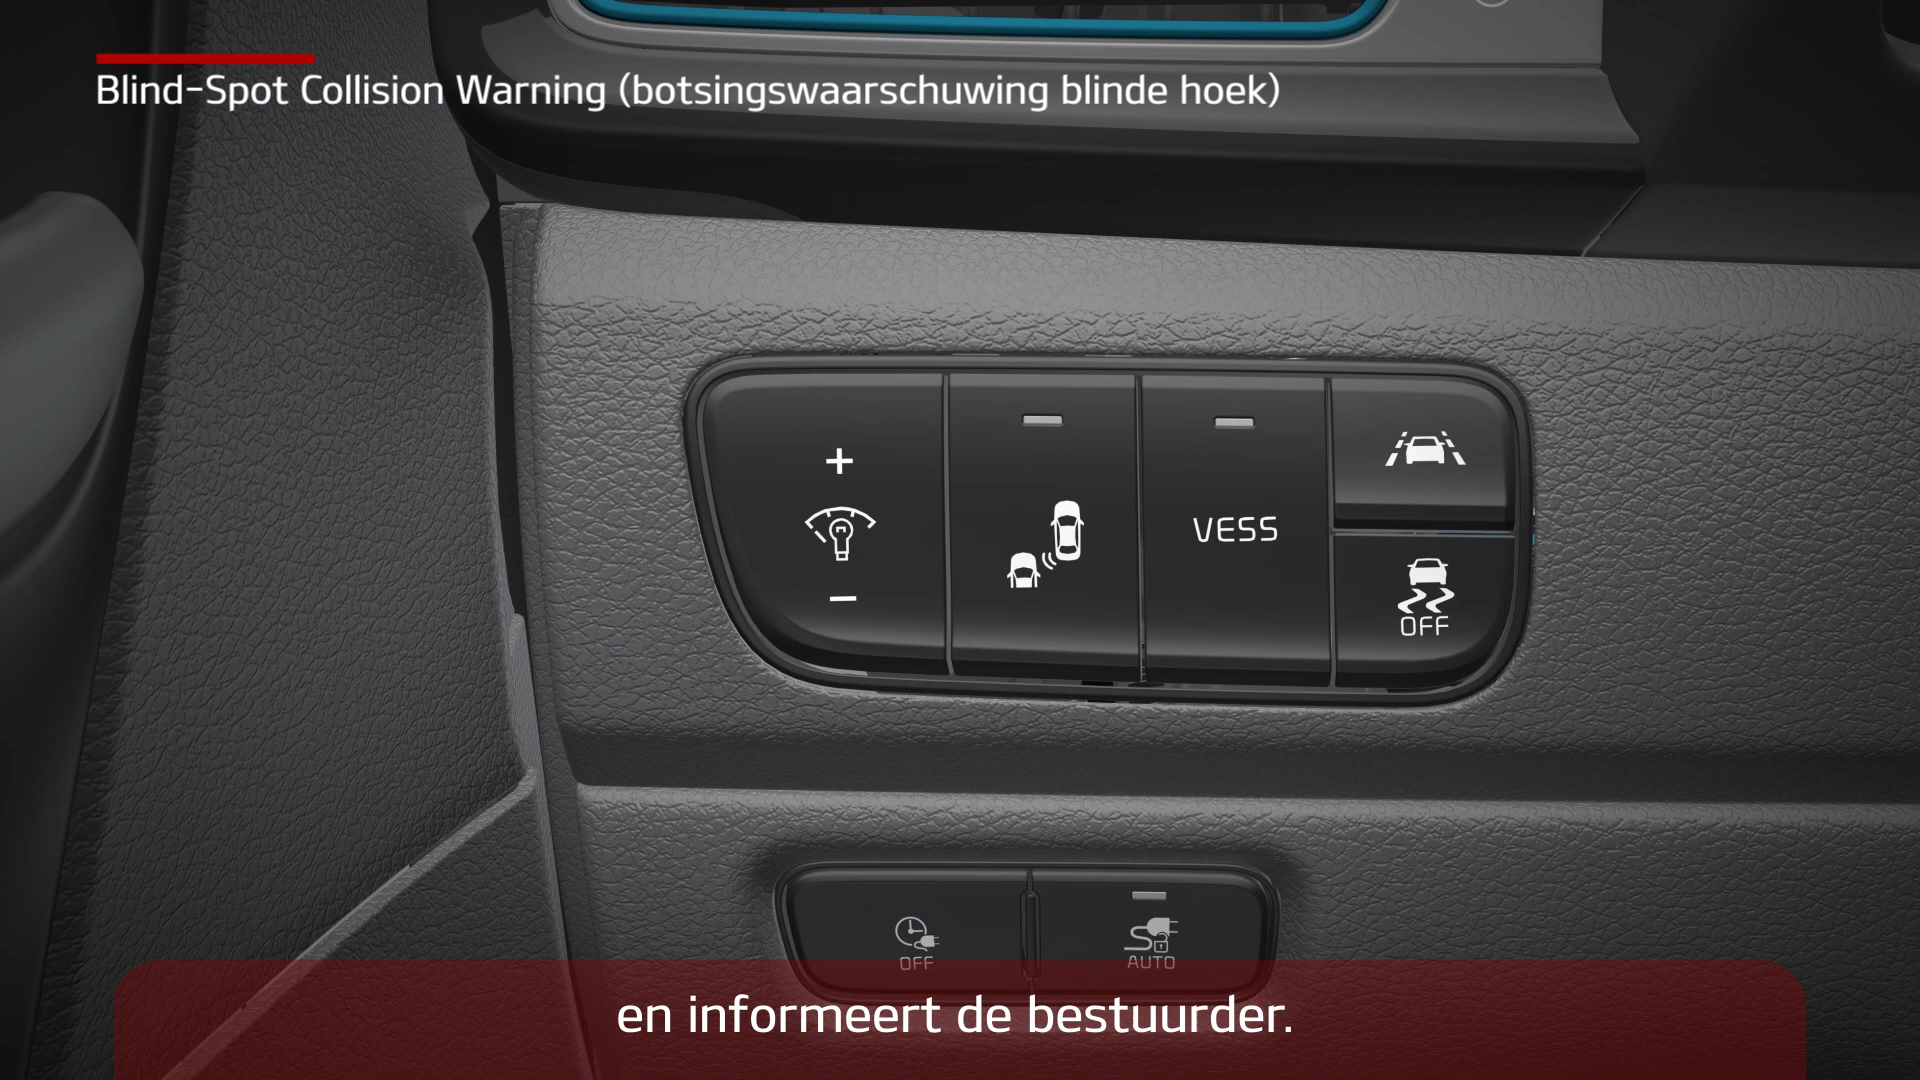 Blind-Spot Collision Warning (botsingswaarschuwing blinde hoek)
VESS
OFF
OFF
AUTO
en informeert de bestuurder.